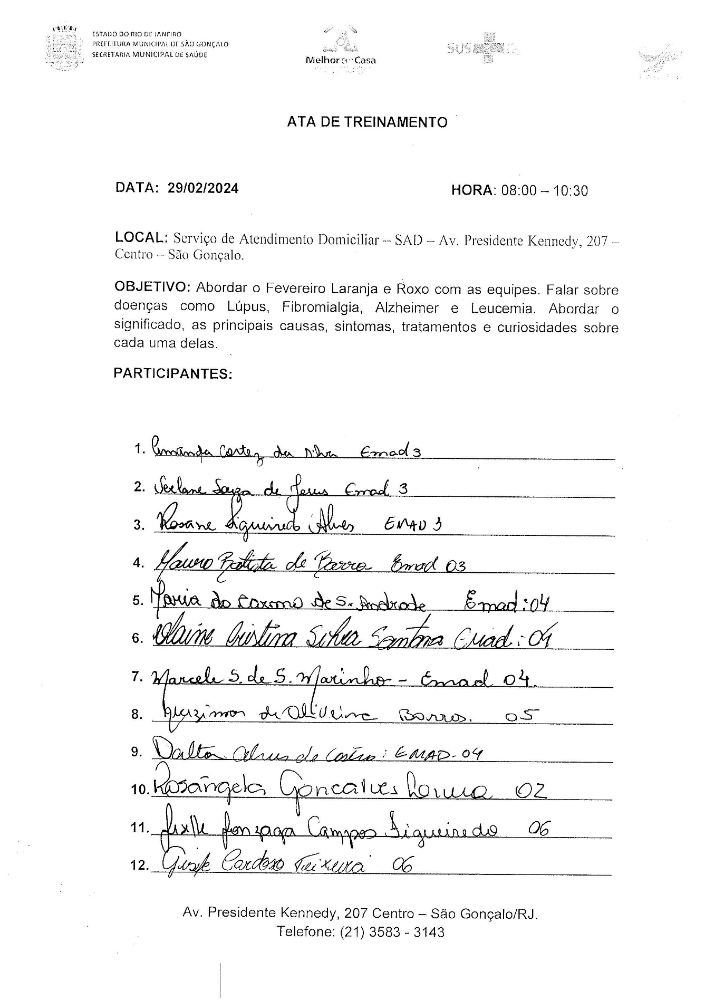 ESTADO DO RIO DE JANEIRO
PREFEITURA MUNICIPAL DE SÃO GONÇALO
SECRETARIA MUNICIPAL DE SAÚDE
Melhor em Casa
SUS
ATA DE TREINAMENTO
DATA: 29/02/2024 HORA: 08:00 – 10:30
LOCAL: Serviço de Atendimento Domiciliar – SAD – Av. Presidente Kennedy, 207 –
Centro – São Gonçalo.
OBJETIVO: Abordar o Fevereiro Laranja e Roxo com as equipes. Falar sobre
doenças como Lúpus, Fibromialgia, Alzheimer e Leucemia. Abordar o
significado, as principais causas, sintomas, tratamentos e curiosidades sobre
cada uma delas.
PARTICIPANTES:
1. Amanda Cortez da Silva Emad 3
2. Verlane Souza de Jesus Emad 3
3. Rosane Siqueiredo Alves EMAD 3
4. Mauro Batista de Barro Emad 03
5. Maria do Carmo de S. Andrade Emad:04
6. Elaine Cristina Silva Santana Emad:04
7. Marcele S. de S. Marinho - Emad 04.
8. de Oliveira Barros. 05
9. Dalton Alves de Castro: EMAD-04
10. Rosângela Goncalves 02
11. Gonzaga Campos Figueiredo 06
12. Gisele Cardoso Teixeira 06
Av. Presidente Kennedy, 207 Centro – São Gonçalo/RJ.
Telefone: (21) 3583 - 3143